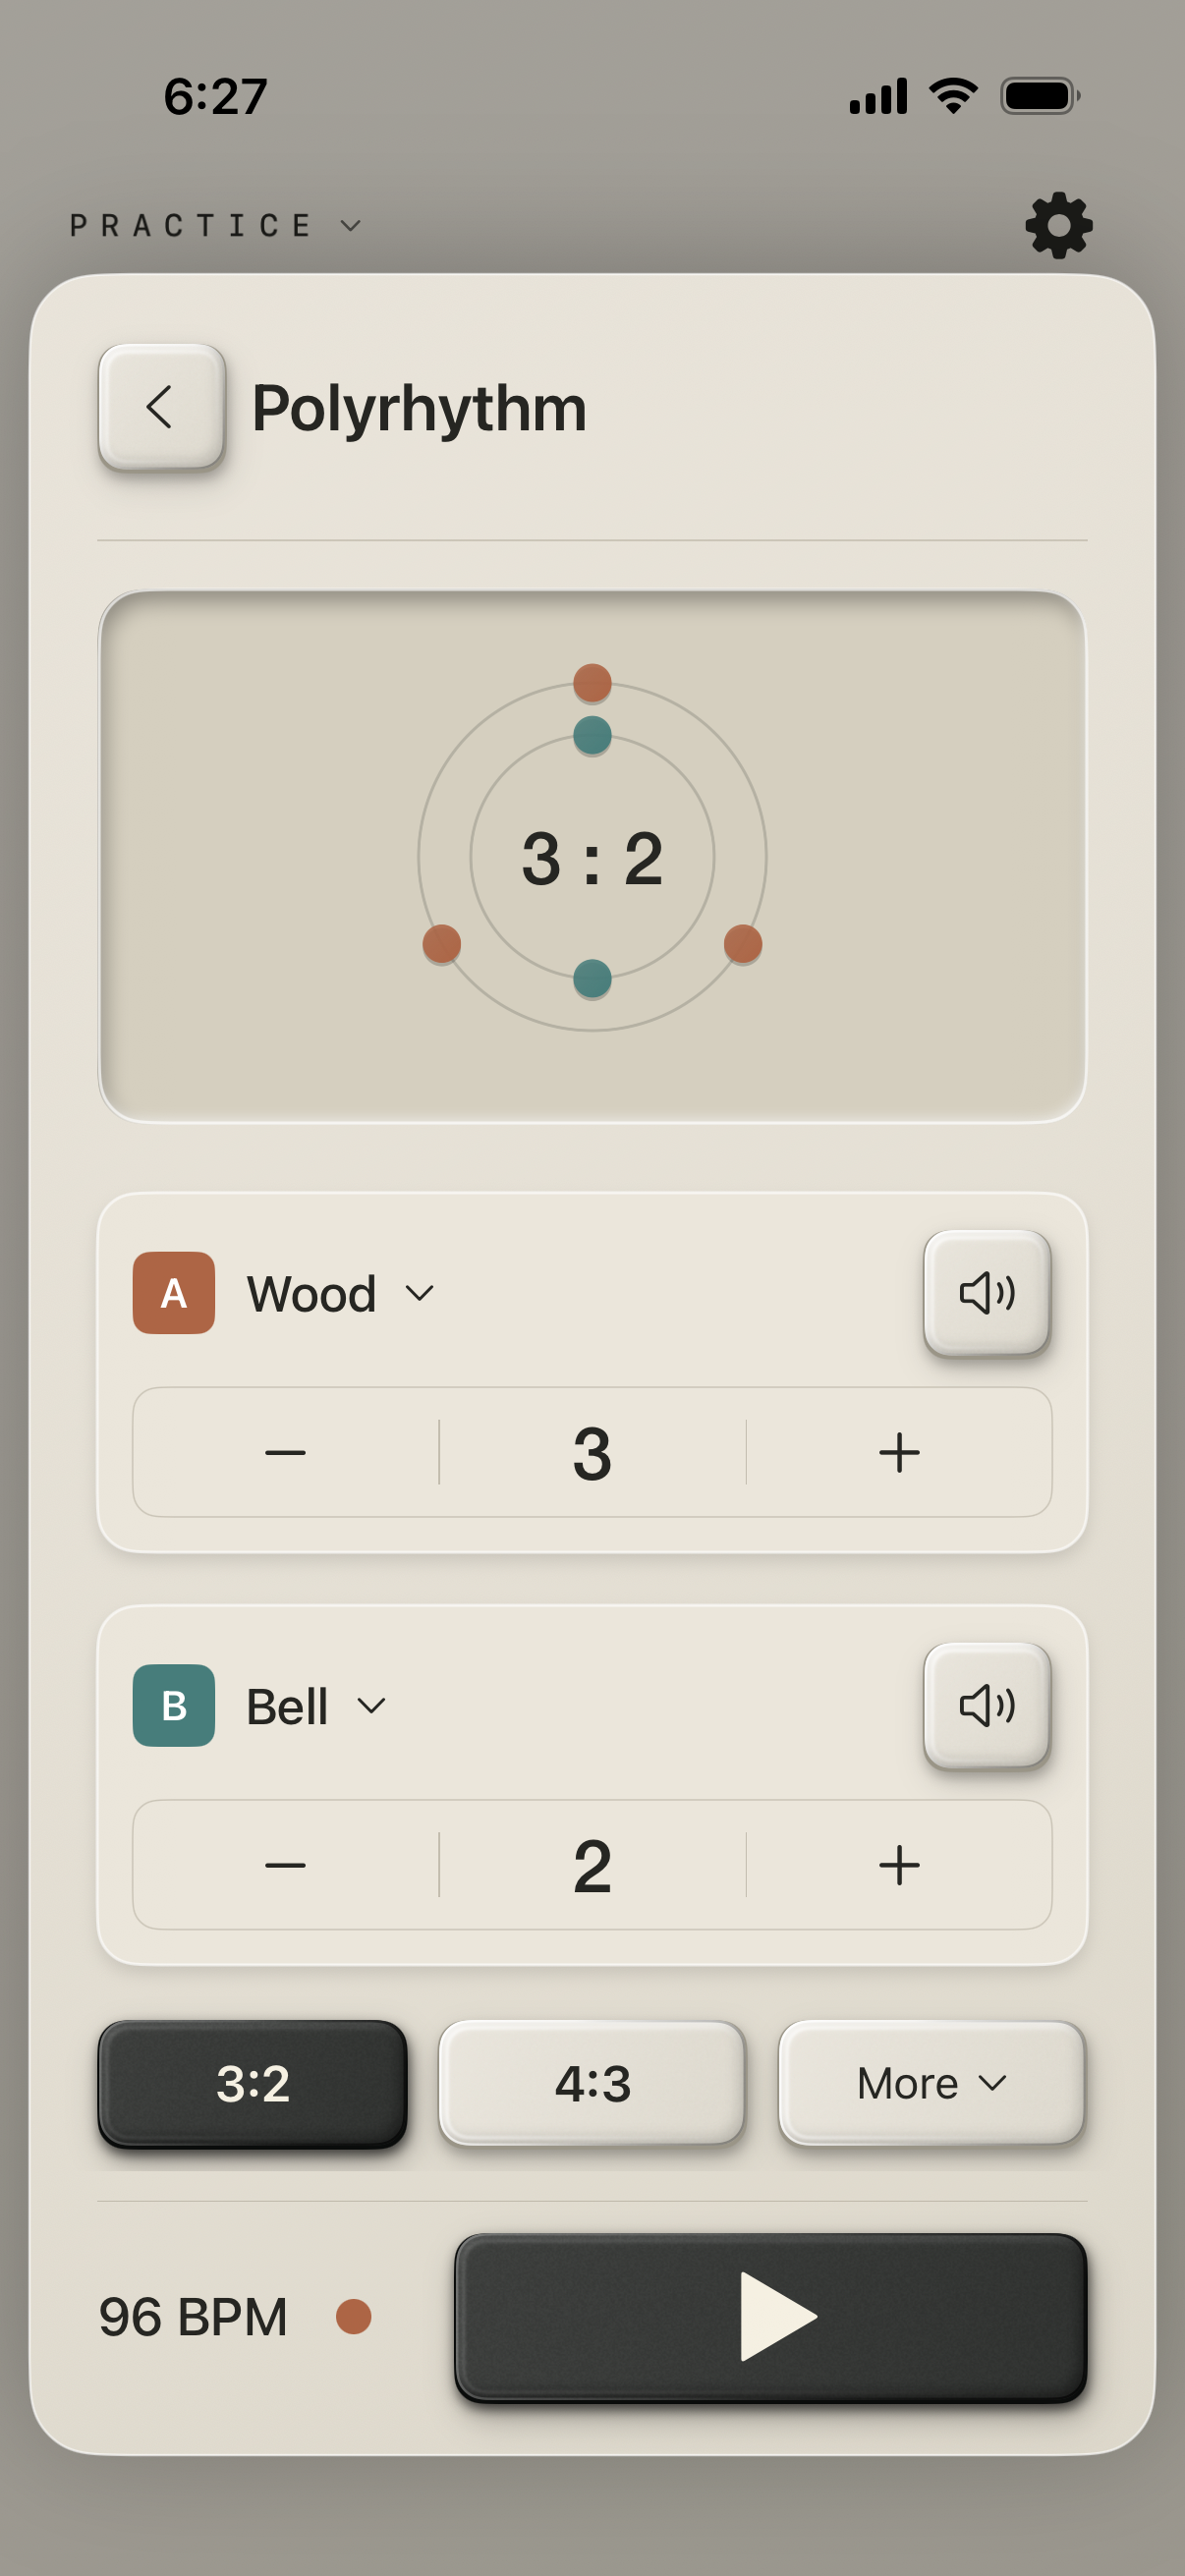 6:27
PRACTICE
Polyrhythm
3 : 2
A Wood
3
B Bell
2
3:2 4:3 More
96 BPM